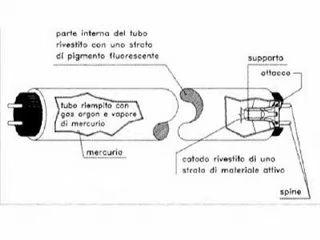 parte interna del tubo
rivestito con uno strato
di pigmento fluorescente
supporto
attacco
tubo riempito con
gas argon e vapore
di mercurio
mercurio
catodo rivestito di uno
strato di materiale attivo
spine